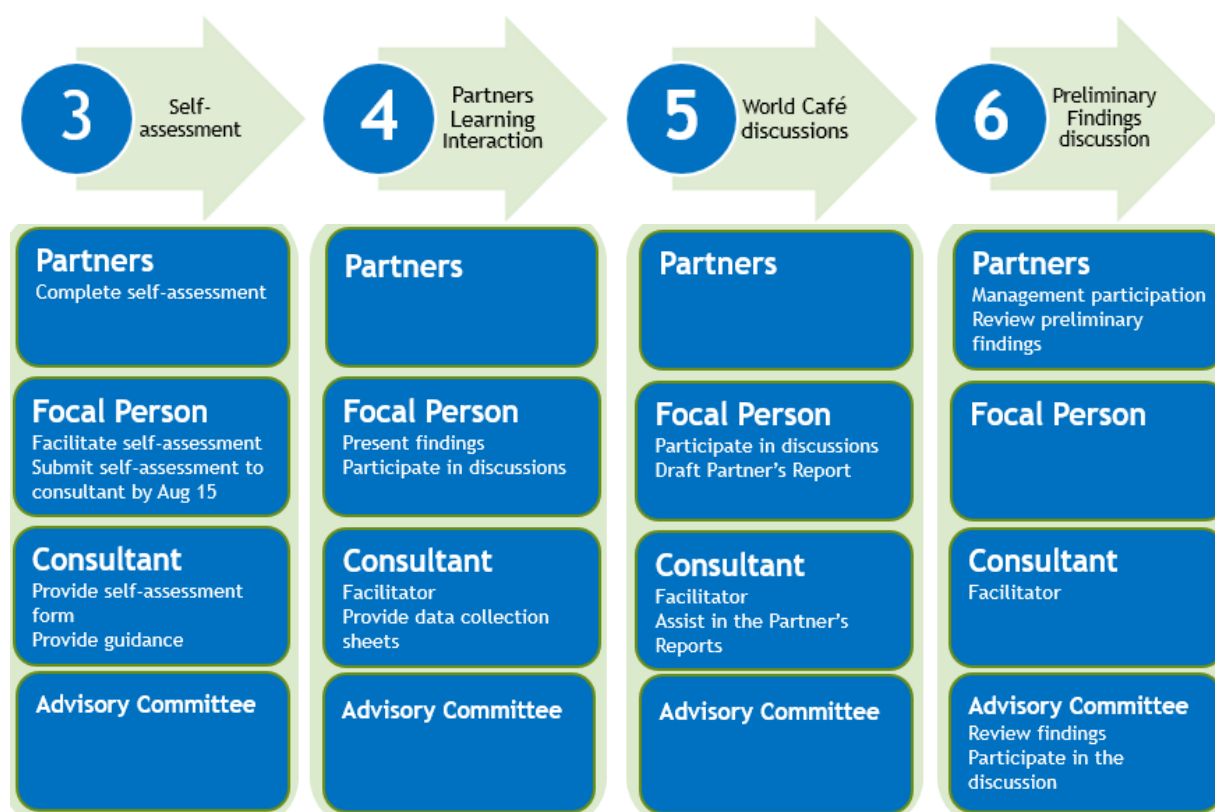 3
Self-
assessment
4
Partners
Learning
Interaction
5
World Café
discussions
6
Preliminary
Findings
discussion
Partners
Complete self-assessment
Focal Person
Facilitate self-assessment
Submit self-assessment to
consultant by Aug 15
Consultant
Provide self-assessment
form
Provide guidance
Advisory Committee
Partners
Focal Person
Present findings
Participate in discussions
Consultant
Facilitator
Provide data collection
sheets
Advisory Committee
Partners
Focal Person
Participate in discussions
Draft Partner’s Report
Consultant
Facilitator
Assist in the Partner’s
Reports
Advisory Committee
Partners
Management participation
Review preliminary
findings
Focal Person
Consultant
Facilitator
Advisory Committee
Review findings
Participate in the
discussion